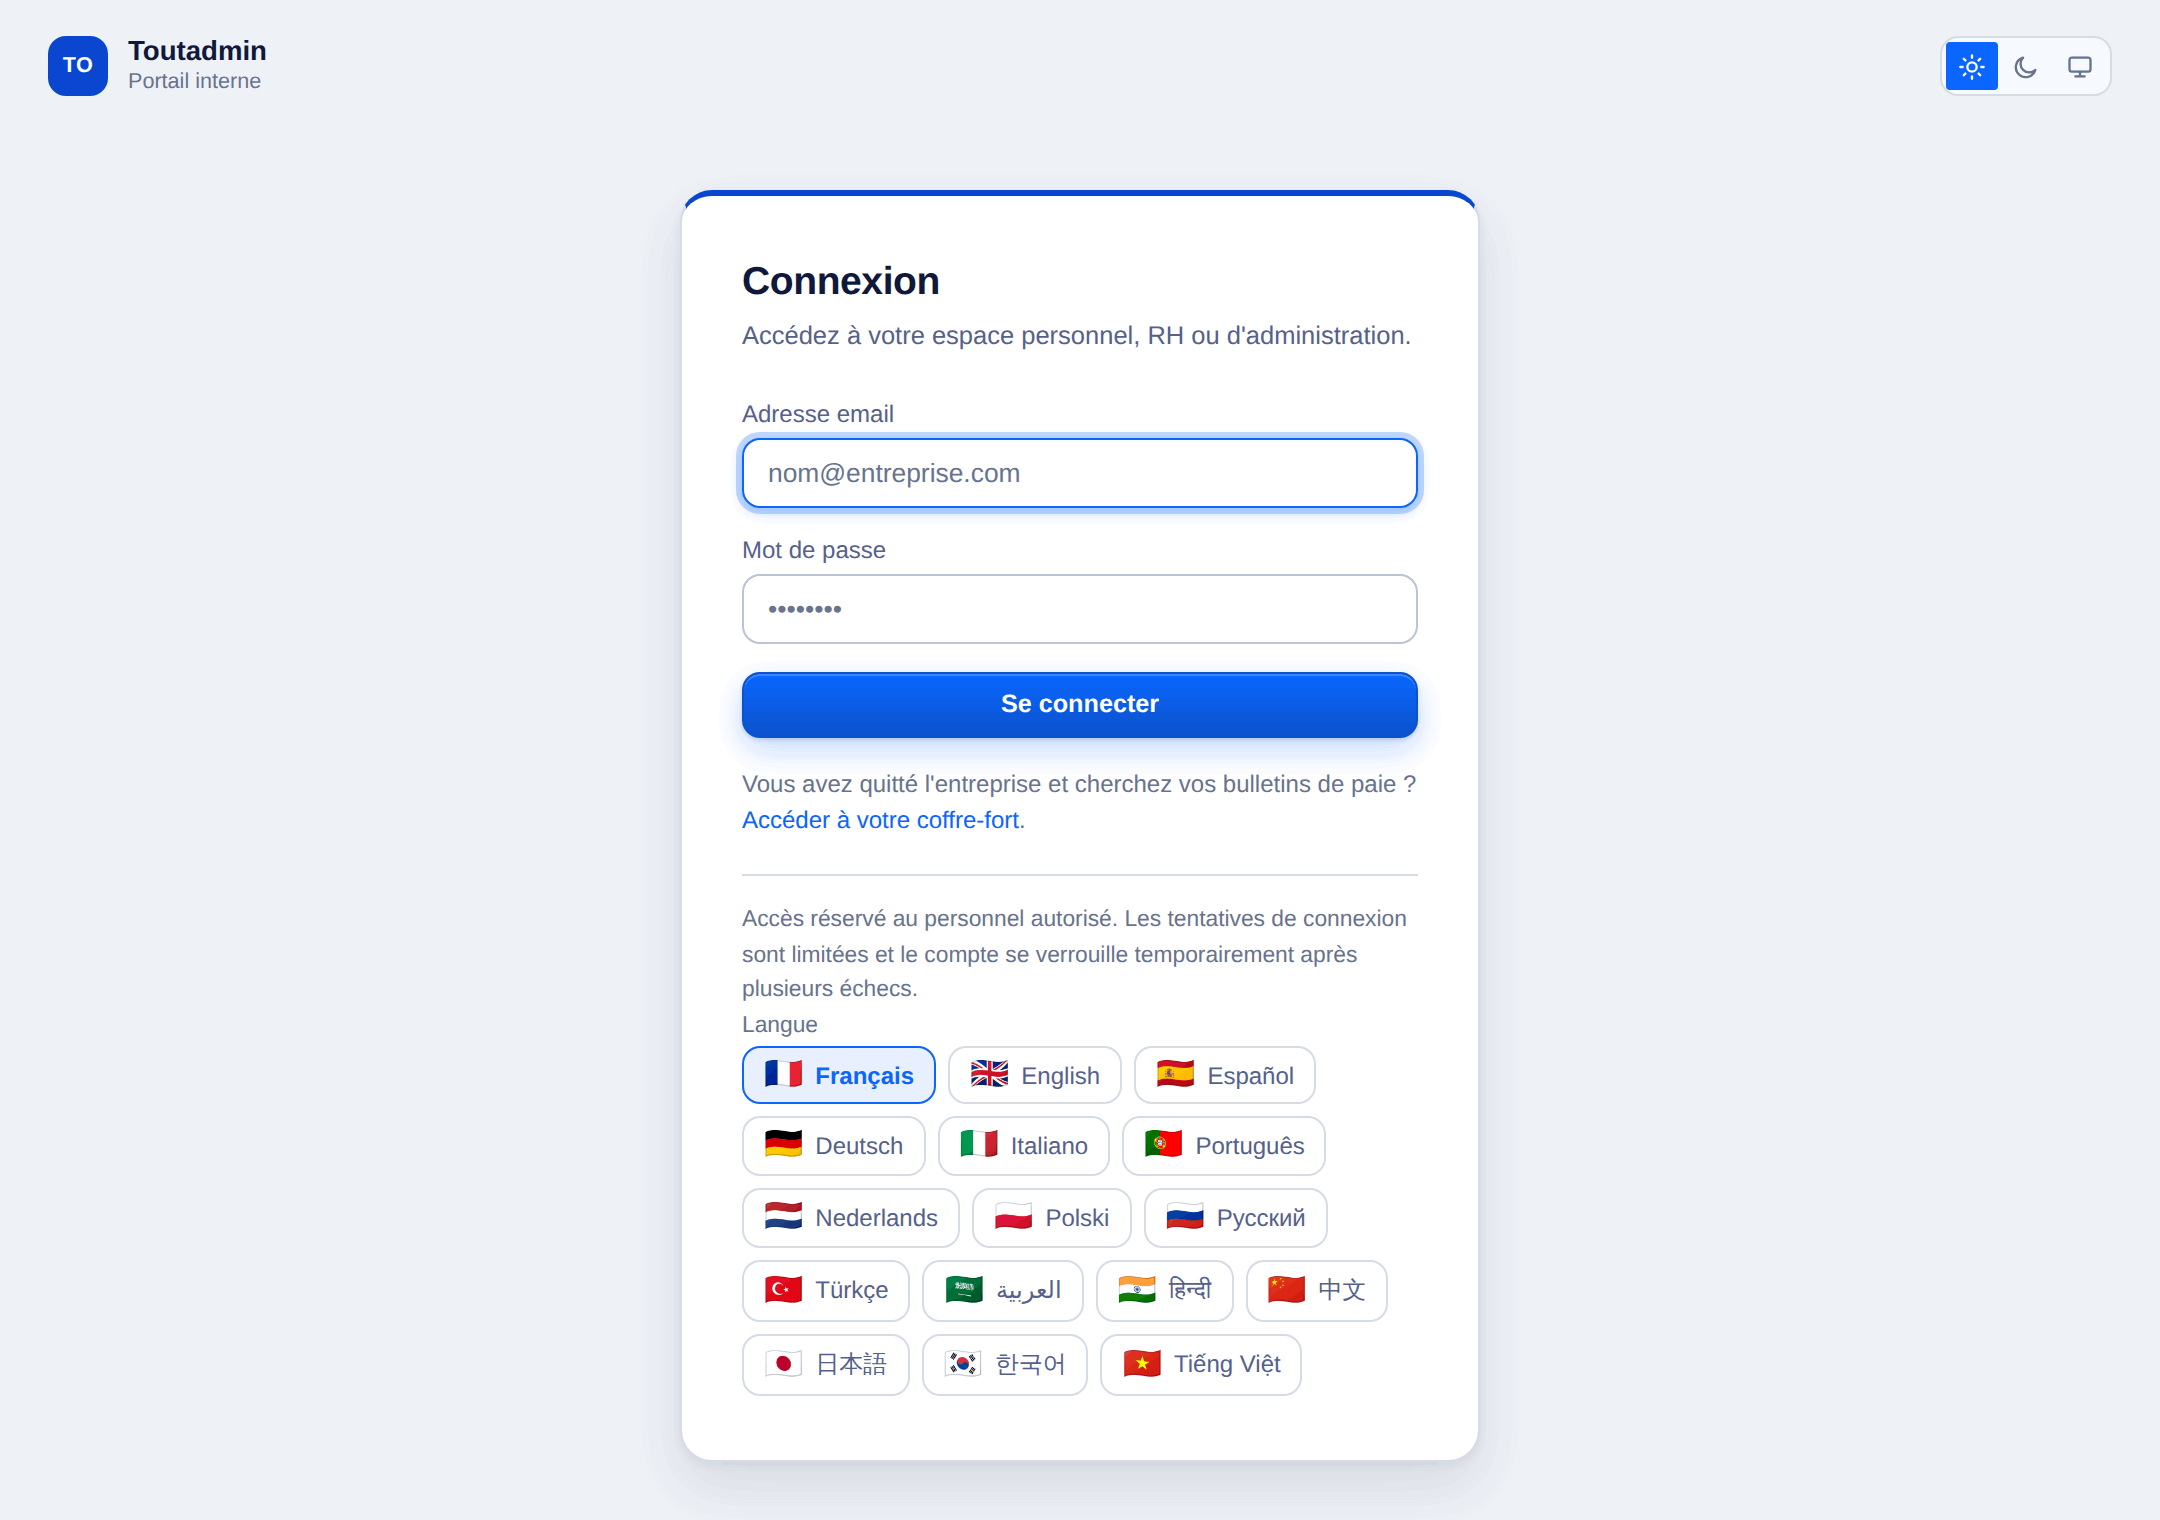 TO
Toutadmin
Portail interne
Connexion
Accédez à votre espace personnel, RH ou d'administration.
Adresse email
nom@entreprise.com
Mot de passe
••••••••
Se connecter
Vous avez quitté l'entreprise et cherchez vos bulletins de paie ?
Accéder à votre coffre-fort.
Accès réservé au personnel autorisé. Les tentatives de connexion
sont limitées et le compte se verrouille temporairement après
plusieurs échecs.
Langue
Français English Español
Deutsch Italiano Português
Nederlands Polski Русский
Türkçe العربية हिन्दी 中文
日本語 한국어 Tiếng Việt